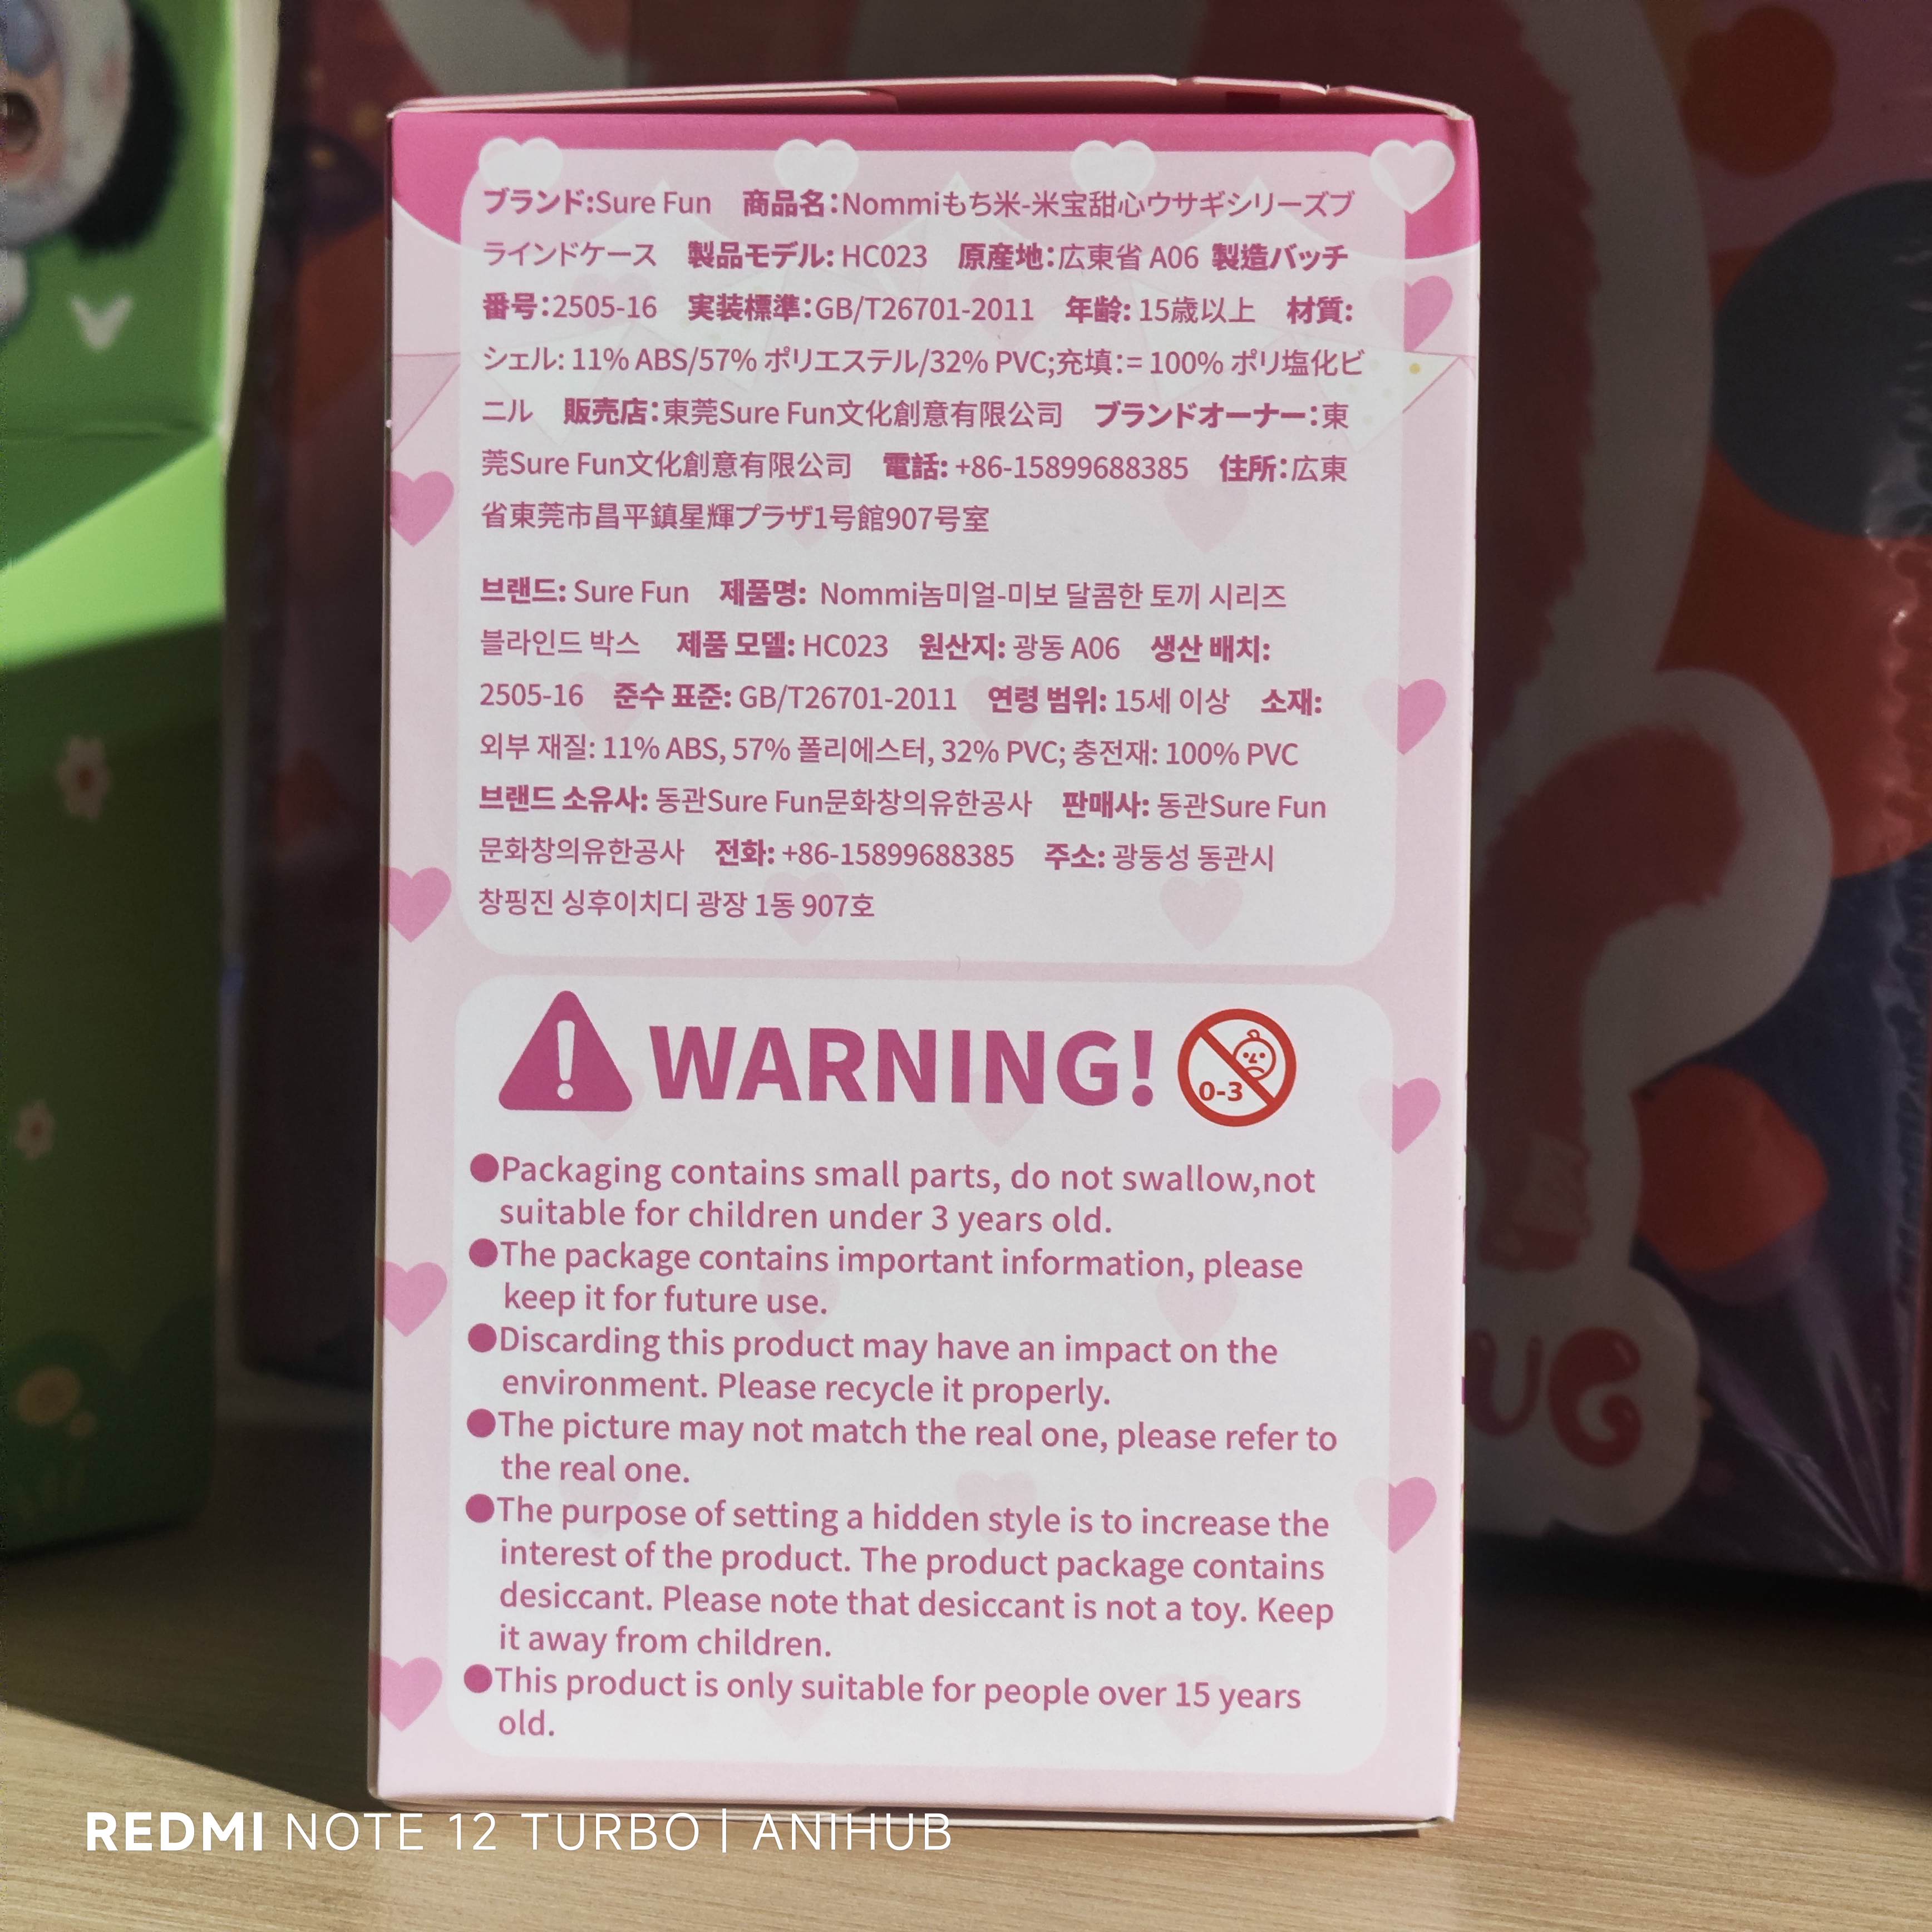 ブランド:Sure Fun 商品名：Nommiもち米-米宝甜心ウサギシリーズブ
ラインドケース 製品モデル: HC023 原産地：広東省 A06 製造バッチ
番号：2505-16 実装標準：GB/T26701-2011 年齢: 15歳以上 材質:
シェル: 11% ABS/57% ポリエステル/32% PVC;充填：= 100% ポリ塩化ビ
ニル 販売店：東莞Sure Fun文化創意有限公司 ブランドオーナー：東
莞Sure Fun文化創意有限公司 電話: +86-15899688385 住所：広東
省東莞市昌平鎮星輝プラザ1号館907号室
브랜드: Sure Fun 제품명: Nommi놈미얼-미보 달콤한 토끼 시리즈
블라인드 박스 제품 모델: HC023 원산지: 광동 A06 생산 배치:
2505-16 준수 표준: GB/T26701-2011 연령 범위: 15세 이상 소재:
외부 재질: 11% ABS, 57% 폴리에스터, 32% PVC; 충전재: 100% PVC
브랜드 소유사: 동관Sure Fun문화창의유한공사 판매사: 동관Sure Fun
문화창의유한공사 전화: +86-15899688385 주소: 광둥성 동관시
창핑진 싱후이치디 광장 1동 907호
WARNING!
0-3
●Packaging contains small parts, do not swallow,not
suitable for children under 3 years old.
●The package contains important information, please
keep it for future use.
●Discarding this product may have an impact on the
environment. Please recycle it properly.
●The picture may not match the real one, please refer to
the real one.
●The purpose of setting a hidden style is to increase the
interest of the product. The product package contains
desiccant. Please note that desiccant is not a toy. Keep
it away from children.
●This product is only suitable for people over 15 years
old.
REDMI NOTE 12 TURBO | ANIHUB